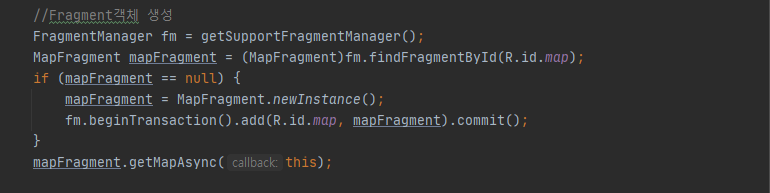 //Fragment객체 생성
FragmentManager fm = getSupportFragmentManager();
MapFragment mapFragment = (MapFragment)fm.findFragmentById(R.id.map);
if (mapFragment == null) {
    mapFragment = MapFragment.newInstance();
    fm.beginTransaction().add(R.id.map, mapFragment).commit();
}
mapFragment.getMapAsync( callback: this);